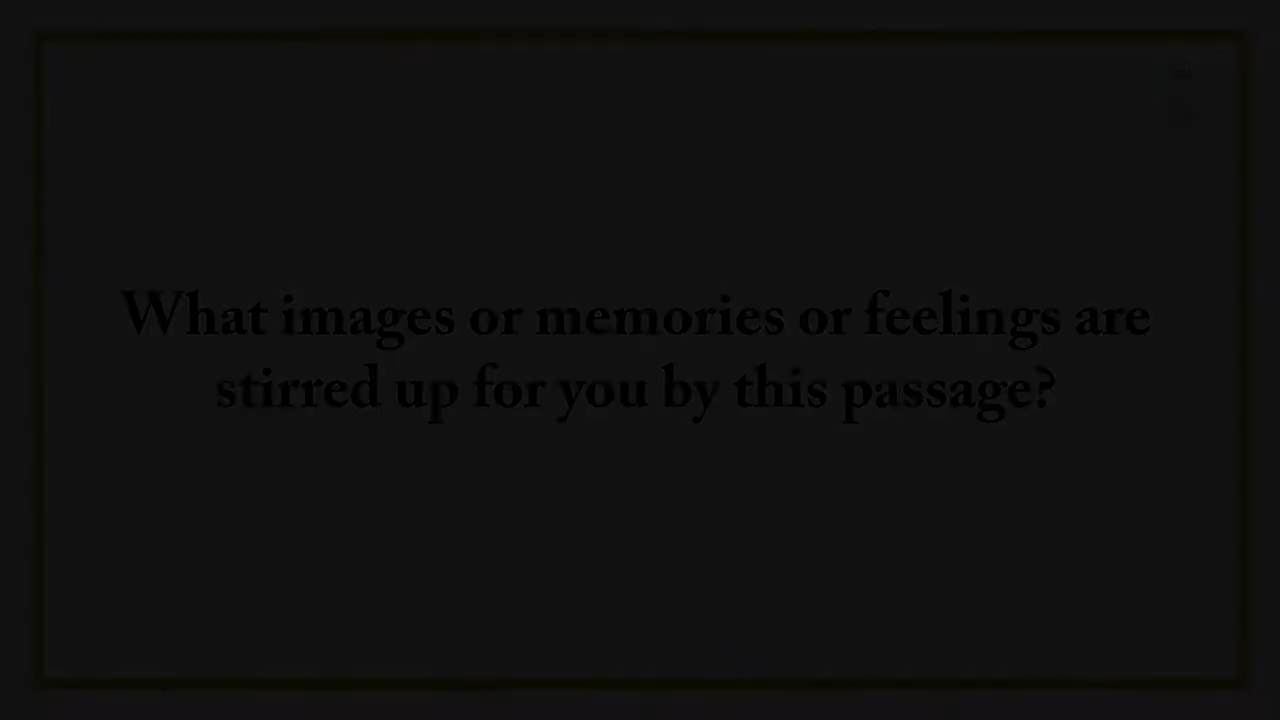 What images or memories or feelings are
stirred up for you by this passage?